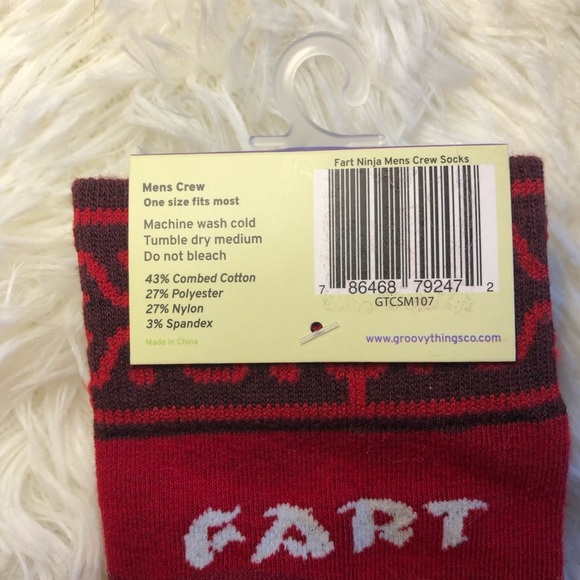 Mens Crew
One size fits most
Machine wash cold
Tumble dry medium
Do not bleach
43% Combed Cotton
27% Polyester
27% Nylon
3% Spandex
Made in China
Fart Ninja Mens Crew Socks
7 86468 79247 2
GTCSM107
www.groovythingsco.com
FART